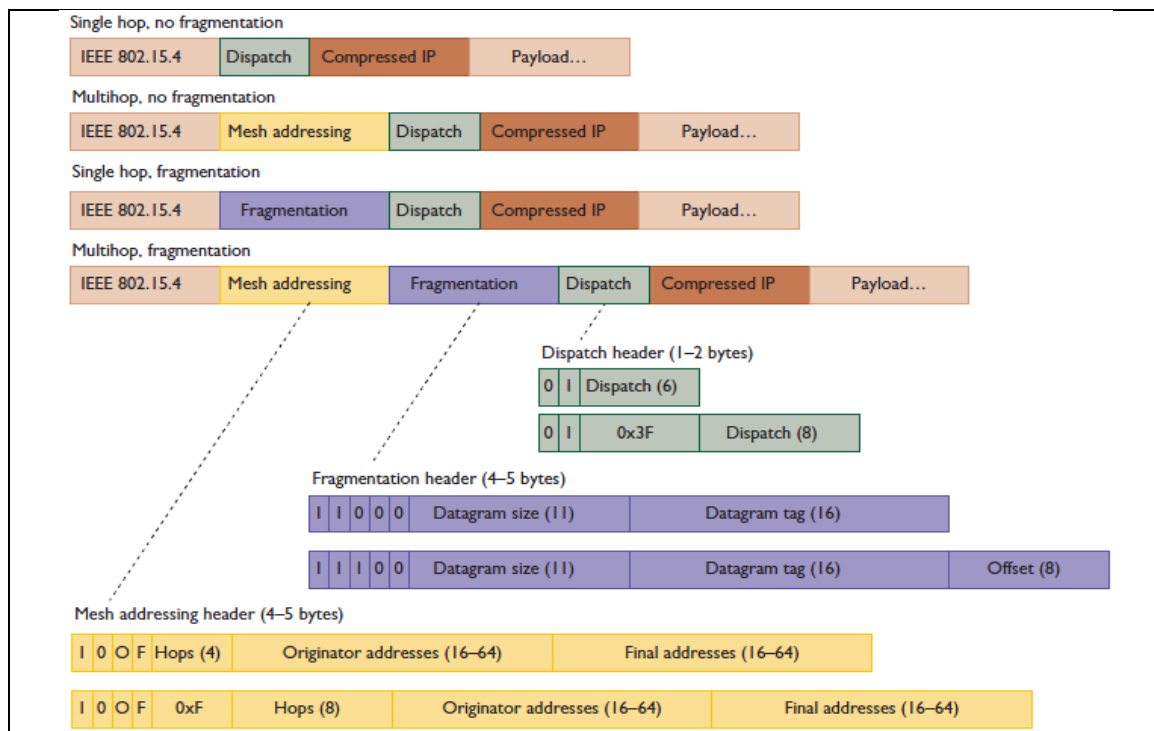 Single hop, no fragmentation
IEEE 802.15.4 Dispatch Compressed IP Payload...
Multihop, no fragmentation
IEEE 802.15.4 Mesh addressing Dispatch Compressed IP Payload...
Single hop, fragmentation
IEEE 802.15.4 Fragmentation Dispatch Compressed IP Payload...
Multihop, fragmentation
IEEE 802.15.4 Mesh addressing Fragmentation Dispatch Compressed IP Payload...
Dispatch header (1–2 bytes)
0 1 Dispatch (6)
0 1 0x3F Dispatch (8)
Fragmentation header (4–5 bytes)
1 1 0 0 0 Datagram size (11) Datagram tag (16)
1 1 1 0 0 Datagram size (11) Datagram tag (16) Offset (8)
Mesh addressing header (4–5 bytes)
1 0 O F Hops (4) Originator addresses (16–64) Final addresses (16–64)
1 0 O F 0xF Hops (8) Originator addresses (16–64) Final addresses (16–64)